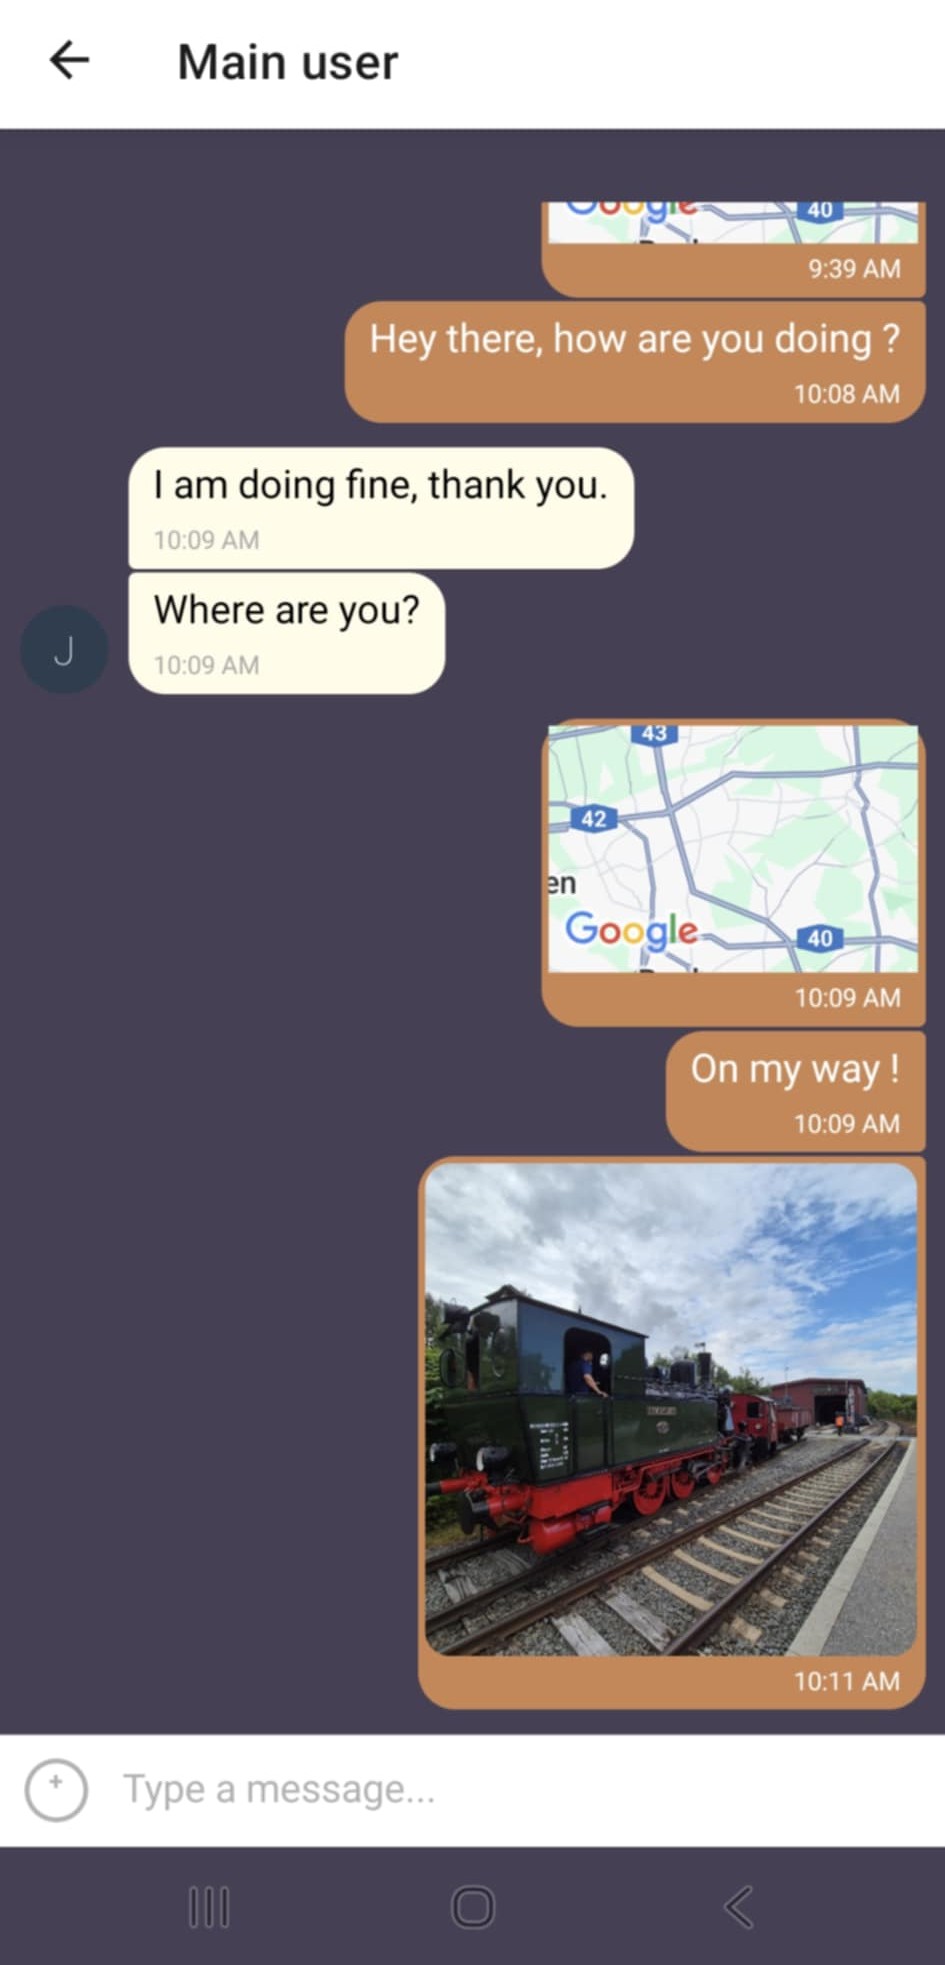 Main user
Google
40
9:39 AM
Hey there, how are you doing ?
10:08 AM
I am doing fine, thank you.
10:09 AM
Where are you?
10:09 AM
J
43
42
en
Google
40
10:09 AM
On my way !
10:09 AM
10:11 AM
Type a message...